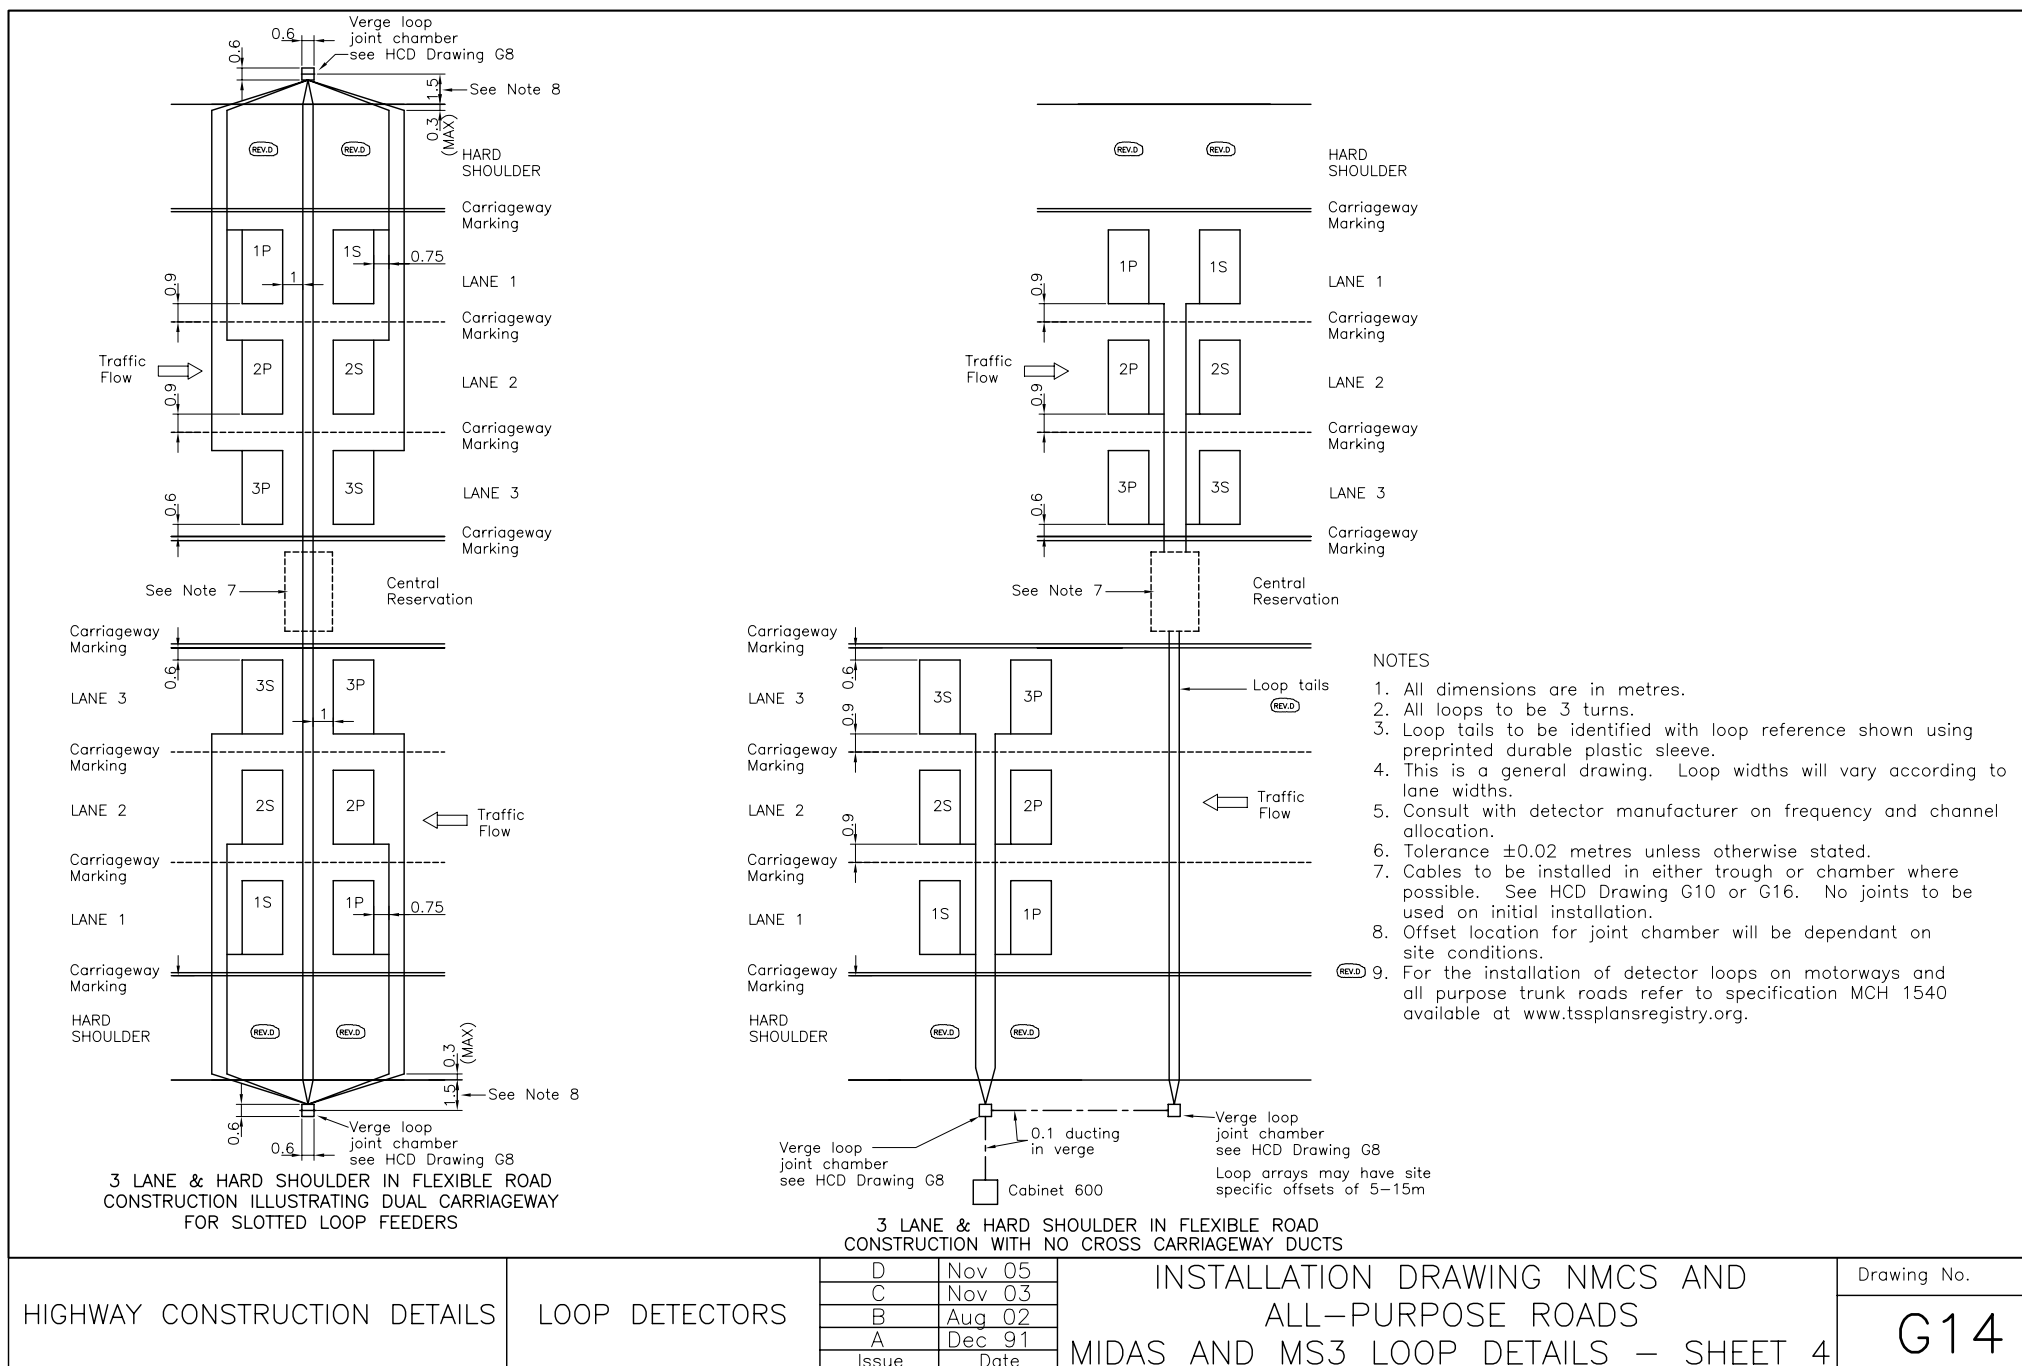 Verge loop
joint chamber
see HCD Drawing G8
0.6
0.6
1.5
See Note 8
0.3
(MAX)
REV.D
REV.D
HARD
SHOULDER
Carriageway
Marking
1P
1S
0.75
1
0.9
LANE 1
Carriageway
Marking
Traffic
Flow
2P
2S
LANE 2
0.9
Carriageway
Marking
3P
3S
LANE 3
0.6
Carriageway
Marking
See Note 7
Central
Reservation
Carriageway
Marking
0.6
3S
3P
LANE 3
1
Carriageway
Marking
2S
2P
LANE 2
Traffic
Flow
Carriageway
Marking
1S
1P
0.75
LANE 1
Carriageway
Marking
HARD
SHOULDER
REV.D
REV.D
0.3
(MAX)
1.5
See Note 8
0.6
0.6
Verge loop
joint chamber
see HCD Drawing G8
3 LANE & HARD SHOULDER IN FLEXIBLE ROAD
CONSTRUCTION ILLUSTRATING DUAL CARRIAGEWAY
FOR SLOTTED LOOP FEEDERS
REV.D
REV.D
HARD
SHOULDER
Carriageway
Marking
1P
1S
0.9
LANE 1
Carriageway
Marking
Traffic
Flow
2P
2S
LANE 2
0.9
Carriageway
Marking
3P
3S
LANE 3
0.6
Carriageway
Marking
See Note 7
Central
Reservation
Carriageway
Marking
0.6
3S
3P
LANE 3
Loop tails
REV.D
0.9
Carriageway
Marking
2S
2P
LANE 2
Traffic
Flow
0.9
Carriageway
Marking
1S
1P
LANE 1
Carriageway
Marking
HARD
SHOULDER
REV.D
REV.D
Verge loop
joint chamber
see HCD Drawing G8
0.1 ducting
in verge
Cabinet 600
Verge loop
joint chamber
see HCD Drawing G8
Loop arrays may have site
specific offsets of 5-15m
3 LANE & HARD SHOULDER IN FLEXIBLE ROAD
CONSTRUCTION WITH NO CROSS CARRIAGEWAY DUCTS
NOTES
1. All dimensions are in metres.
2. All loops to be 3 turns.
3. Loop tails to be identified with loop reference shown using
preprinted durable plastic sleeve.
4. This is a general drawing. Loop widths will vary according to
lane widths.
5. Consult with detector manufacturer on frequency and channel
allocation.
6. Tolerance ±0.02 metres unless otherwise stated.
7. Cables to be installed in either trough or chamber where
possible. See HCD Drawing G10 or G16. No joints to be
used on initial installation.
8. Offset location for joint chamber will be dependant on
site conditions.
REV.D 9. For the installation of detector loops on motorways and
all purpose trunk roads refer to specification MCH 1540
available at www.tssplansregistry.org.
HIGHWAY CONSTRUCTION DETAILS
LOOP DETECTORS
D Nov 05
C Nov 03
B Aug 02
A Dec 91
Issue Date
INSTALLATION DRAWING NMCS AND
ALL-PURPOSE ROADS
MIDAS AND MS3 LOOP DETAILS - SHEET 4
Drawing No.
G14